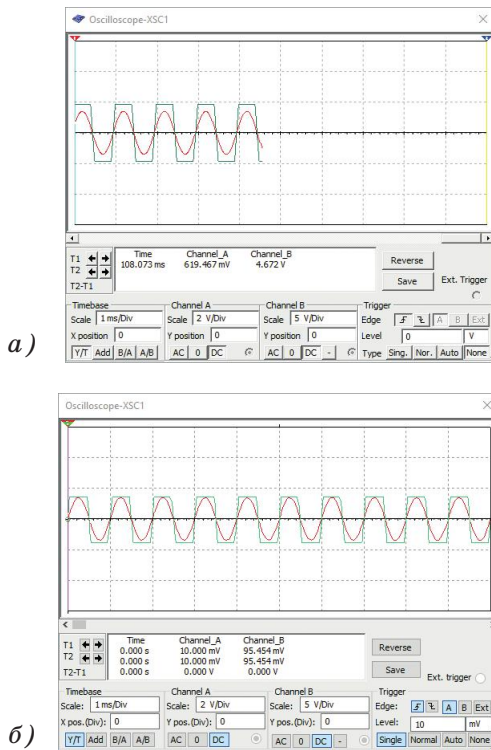 Oscilloscope-XSC1
Time Channel_A Channel_B
T1 108.073 ms 619.467 mV 4.672 V
T2
T2-T1
Reverse
Save
Ext. Trigger
Timebase Channel A Channel B Trigger
Scale 1 ms/Div Scale 2 V/Div Scale 5 V/Div Edge A B Ext
X position 0 Y position 0 Y position 0 Level 0 V
Y/T Add B/A A/B AC 0 DC AC 0 DC - Type Sing. Nor. Auto None
а)
Oscilloscope-XSC1
Time Channel_A Channel_B
T1 0.000 s 10.000 mV 95.454 mV
T2 0.000 s 10.000 mV 95.454 mV
T2-T1 0.000 s 0.000 V 0.000 V
Reverse
Save
Ext. trigger
Timebase Channel A Channel B Trigger
Scale: 1 ms/Div Scale: 2 V/Div Scale: 5 V/Div Edge: A B Ext
X pos.(Div): 0 Y pos.(Div): 0 Y pos.(Div): 0 Level: 10 mV
Y/T Add B/A A/B AC 0 DC AC 0 DC - Single Normal Auto None
б)